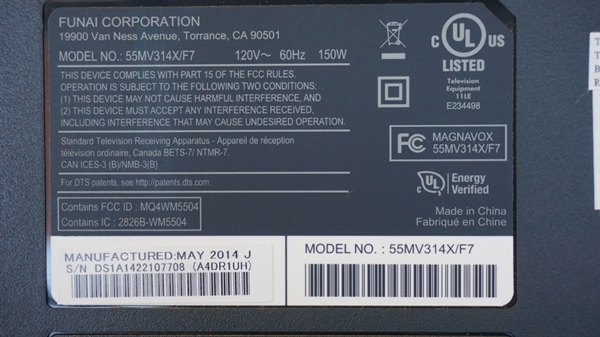 FUNAI CORPORATION
19900 Van Ness Avenue, Torrance, CA 90501
MODEL NO.: 55MV314X/F7 120V~ 60Hz 150W
THIS DEVICE COMPLIES WITH PART 15 OF THE FCC RULES.
OPERATION IS SUBJECT TO THE FOLLOWING TWO CONDITIONS:
(1) THIS DEVICE MAY NOT CAUSE HARMFUL INTERFERENCE, AND
(2) THIS DEVICE MUST ACCEPT ANY INTERFERENCE RECEIVED,
INCLUDING INTERFERENCE THAT MAY CAUSE UNDESIRED OPERATION.
Standard Television Receiving Apparatus - Appareil de réception
télévision ordinaire, Canada BETS-7/ NTMR-7.
CAN ICES-3 (B)/NMB-3(B)
For DTS patents, see http://patents.dts.com.
Contains FCC ID : MQ4WM5504
Contains IC : 2826B-WM5504
MANUFACTURED:MAY 2014 J
S/N DS1A1422107708 (A4DR1UH)
C UL US
LISTED
Television
Equipment
11LE
E234498
FC MAGNAVOX
55MV314X/F7
C UL US Energy
Verified
Made in China
Fabriqué en Chine
MODEL NO. : 55MV314X/F7